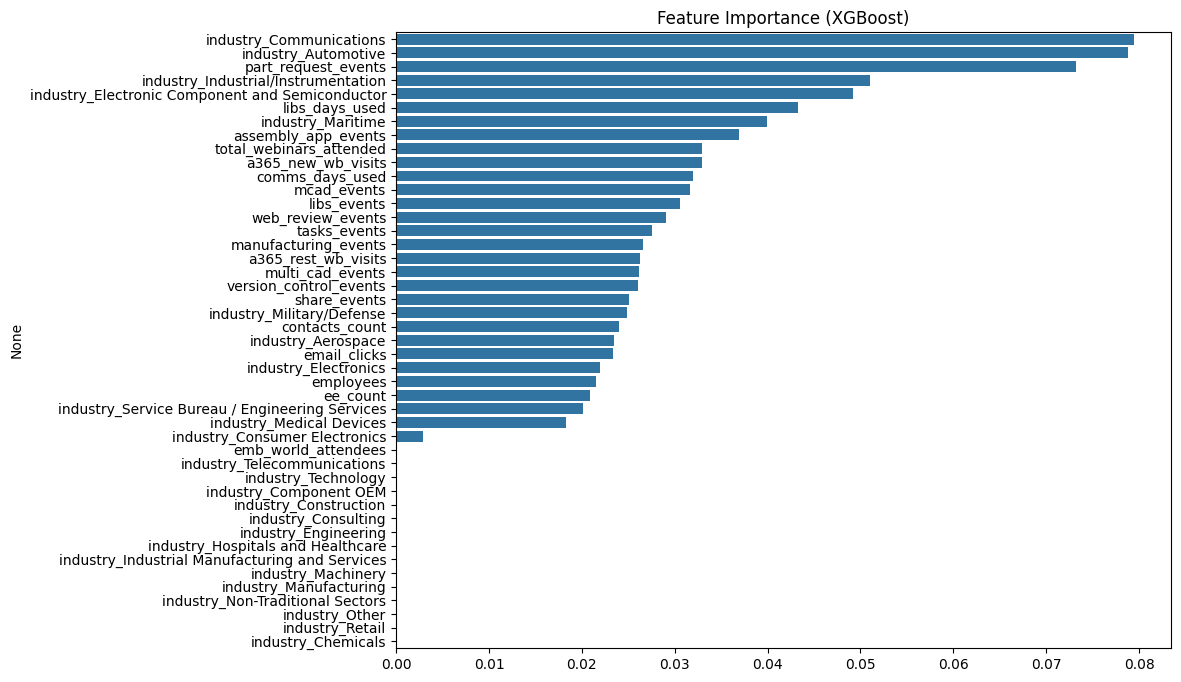 Feature Importance (XGBoost)
industry_Communications
industry_Automotive
part_request_events
industry_Industrial/Instrumentation
industry_Electronic Component and Semiconductor
libs_days_used
industry_Maritime
assembly_app_events
total_webinars_attended
a365_new_wb_visits
comms_days_used
mcad_events
libs_events
web_review_events
tasks_events
manufacturing_events
a365_rest_wb_visits
multi_cad_events
version_control_events
share_events
industry_Military/Defense
contacts_count
industry_Aerospace
email_clicks
industry_Electronics
employees
ee_count
industry_Service Bureau / Engineering Services
industry_Medical Devices
industry_Consumer Electronics
emb_world_attendees
industry_Telecommunications
industry_Technology
industry_Component OEM
industry_Construction
industry_Consulting
industry_Engineering
industry_Hospitals and Healthcare
industry_Industrial Manufacturing and Services
industry_Machinery
industry_Manufacturing
industry_Non-Traditional Sectors
industry_Other
industry_Retail
industry_Chemicals
None
0.00 0.01 0.02 0.03 0.04 0.05 0.06 0.07 0.08